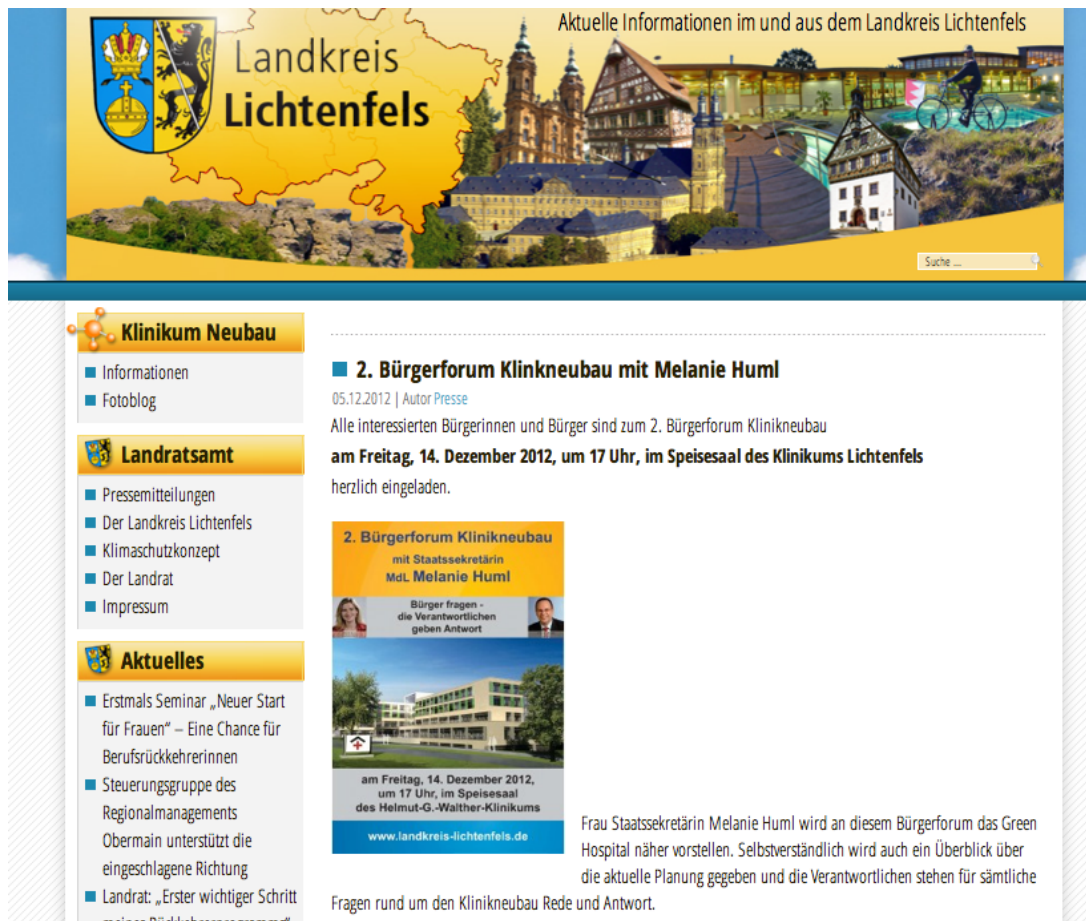 Aktuelle Informationen im und aus dem Landkreis Lichtenfels
Landkreis
Lichtenfels
Suche ...
Klinikum Neubau
Informationen
Fotoblog
Landratsamt
Pressemitteilungen
Der Landkreis Lichtenfels
Klimaschutzkonzept
Der Landrat
Impressum
Aktuelles
Erstmals Seminar „Neuer Start
für Frauen“ – Eine Chance für
Berufsrückkehrerinnen
Steuerungsgruppe des
Regionalmanagements
Obermain unterstützt die
eingeschlagene Richtung
Landrat: „Erster wichtiger Schritt
meines Rückkehrerprogramms“
2. Bürgerforum Klinkneubau mit Melanie Huml
05.12.2012 | Autor Presse
Alle interessierten Bürgerinnen und Bürger sind zum 2. Bürgerforum Klinikneubau
am Freitag, 14. Dezember 2012, um 17 Uhr, im Speisesaal des Klinikums Lichtenfels
herzlich eingeladen.
2. Bürgerforum Klinikneubau
mit Staatssekretärin
MdL Melanie Huml
Bürger fragen -
die Verantwortlichen
geben Antwort
am Freitag, 14. Dezember 2012,
um 17 Uhr, im Speisesaal
des Helmut-G.-Walther-Klinikums
www.landkreis-lichtenfels.de
Frau Staatssekretärin Melanie Huml wird an diesem Bürgerforum das Green
Hospital näher vorstellen. Selbstverständlich wird auch ein Überblick über
die aktuelle Planung gegeben und die Verantwortlichen stehen für sämtliche
Fragen rund um den Klinikneubau Rede und Antwort.